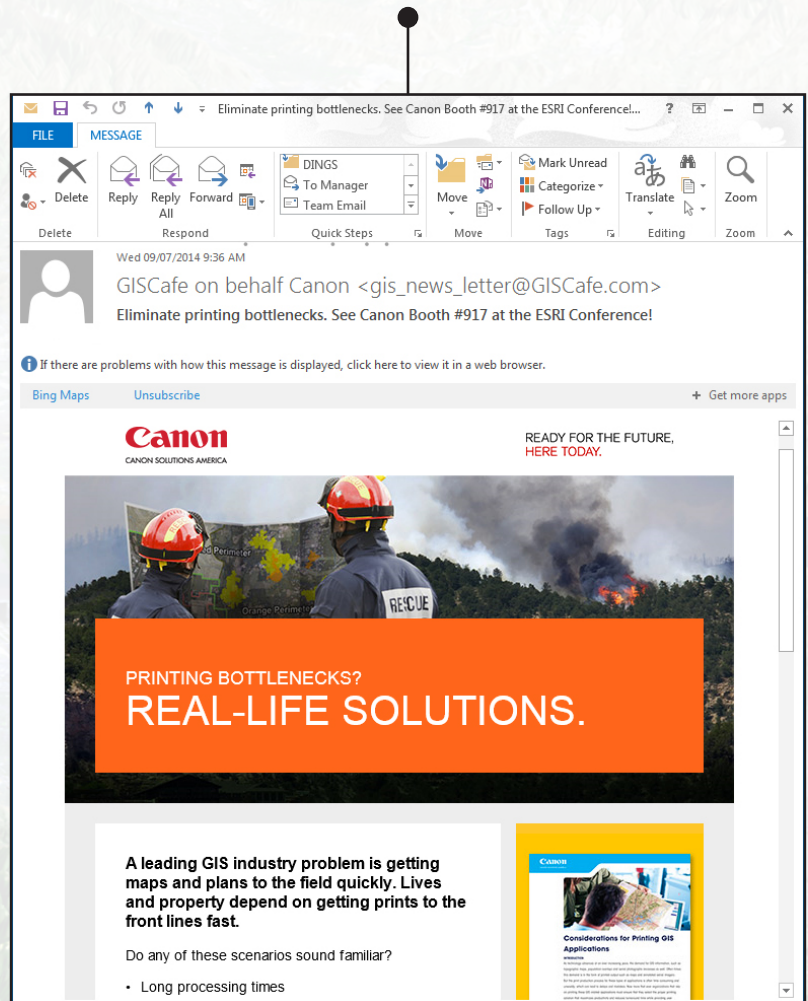 Eliminate printing bottlenecks. See Canon Booth #917 at the ESRI Conference!... ?
FILE MESSAGE
Delete
Reply
Reply All
Forward
DINGS
To Manager
Team Email
Move
Mark Unread
Categorize
Follow Up
Translate
Zoom
Delete Respond Quick Steps Move Tags Editing Zoom
Wed 09/07/2014 9:36 AM
GISCafe on behalf Canon <gis_news_letter@GISCafe.com>
Eliminate printing bottlenecks. See Canon Booth #917 at the ESRI Conference!
If there are problems with how this message is displayed, click here to view it in a web browser.
Bing Maps Unsubscribe + Get more apps
Canon
CANON SOLUTIONS AMERICA
READY FOR THE FUTURE,
HERE TODAY.
Perimeter
Orange Perimeter
RESCUE
PRINTING BOTTLENECKS?
REAL-LIFE SOLUTIONS.
A leading GIS industry problem is getting
maps and plans to the field quickly. Lives
and property depend on getting prints to the
front lines fast.
Do any of these scenarios sound familiar?
• Long processing times
Canon
Considerations for Printing GIS
Applications
INTRODUCTION